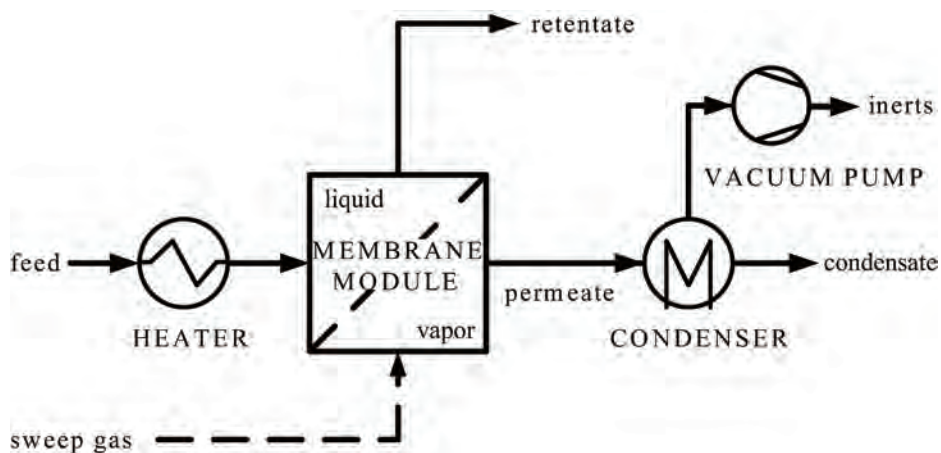 retentate
inerts
VACUUM PUMP
liquid
MEMBRANE
MODULE
vapor
feed
HEATER
permeate
condensate
CONDENSER
sweep gas